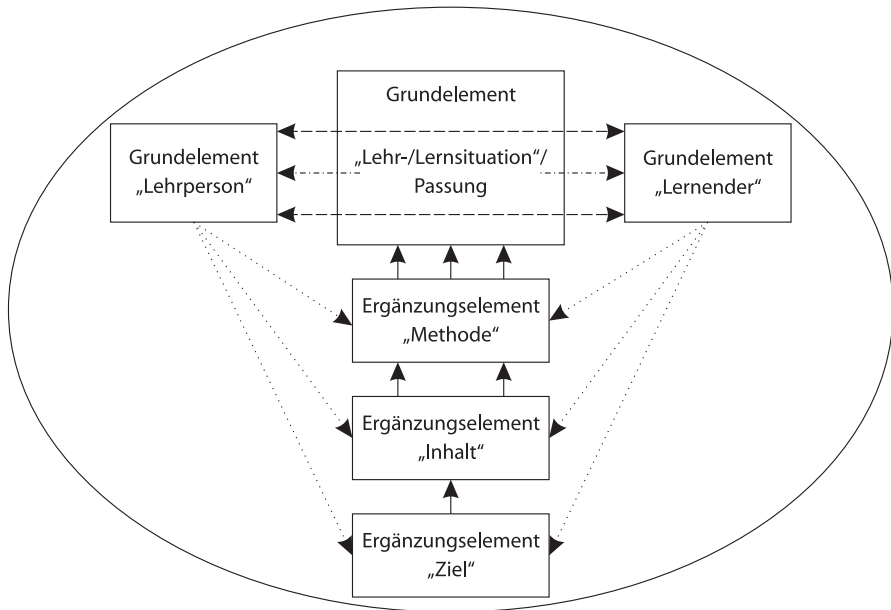 Grundelement
Grundelement
„Lehrperson“
„Lehr-/Lernsituation“/
Passung
Grundelement
„Lernender“
Ergänzungselement
„Methode“
Ergänzungselement
„Inhalt“
Ergänzungselement
„Ziel“